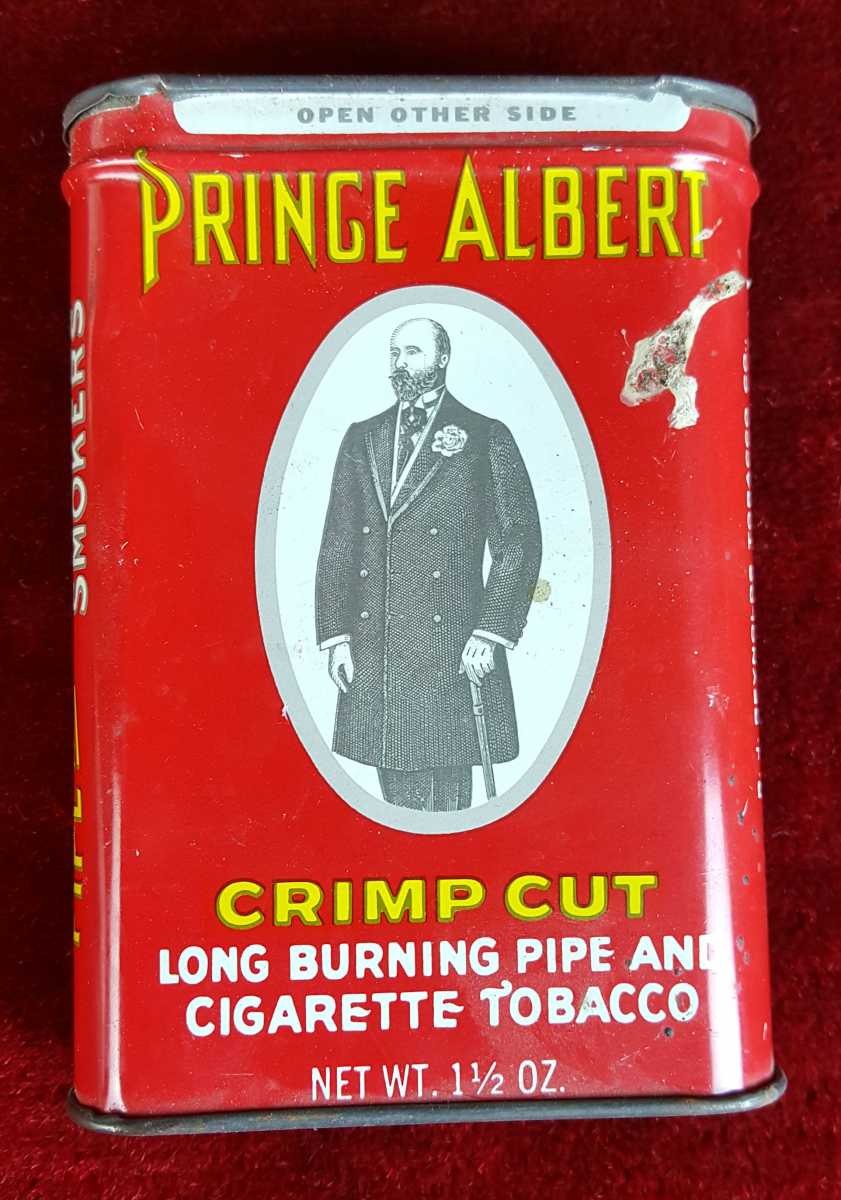 OPEN OTHER SIDE
PRINCE ALBERT
CRIMP CUT
LONG BURNING PIPE AND
CIGARETTE TOBACCO
NET WT. 1½ OZ.
SMOKERS